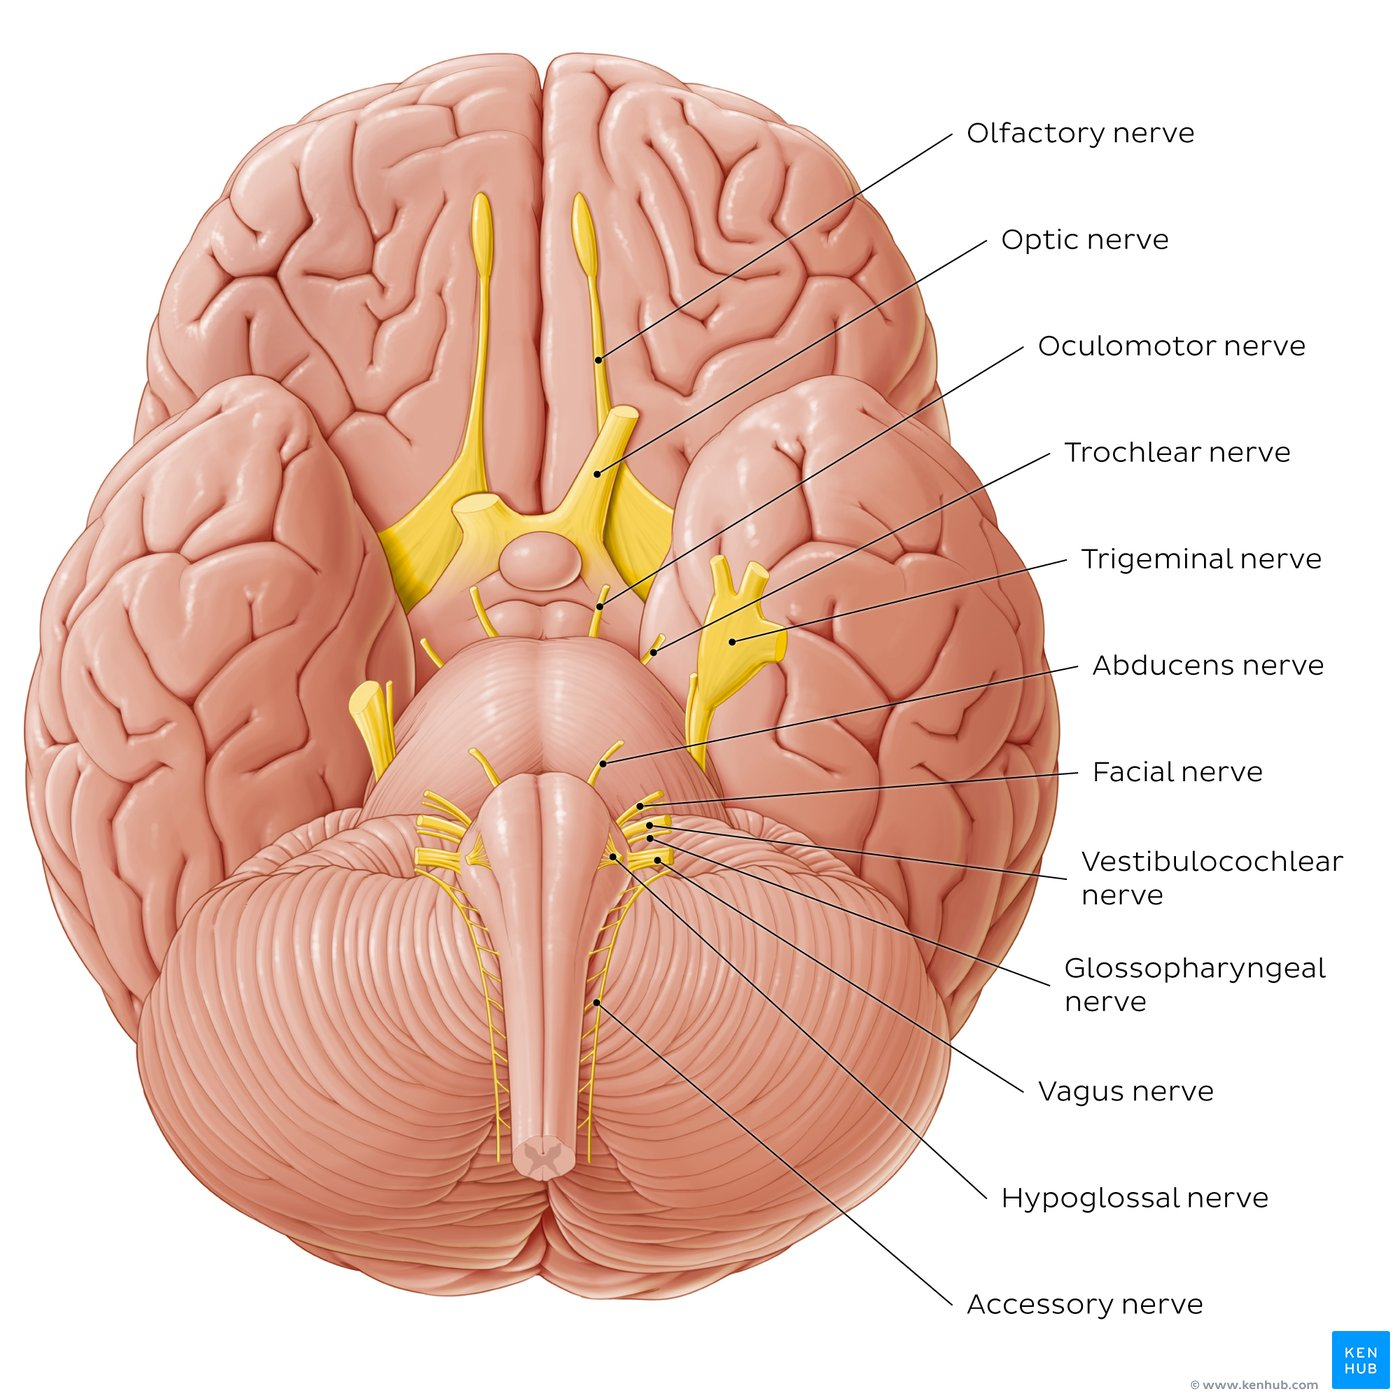 Olfactory nerve
Optic nerve
Oculomotor nerve
Trochlear nerve
Trigeminal nerve
Abducens nerve
Facial nerve
Vestibulocochlear
nerve
Glossopharyngeal
nerve
Vagus nerve
Hypoglossal nerve
Accessory nerve
KEN
HUB
© www.kenhub.com